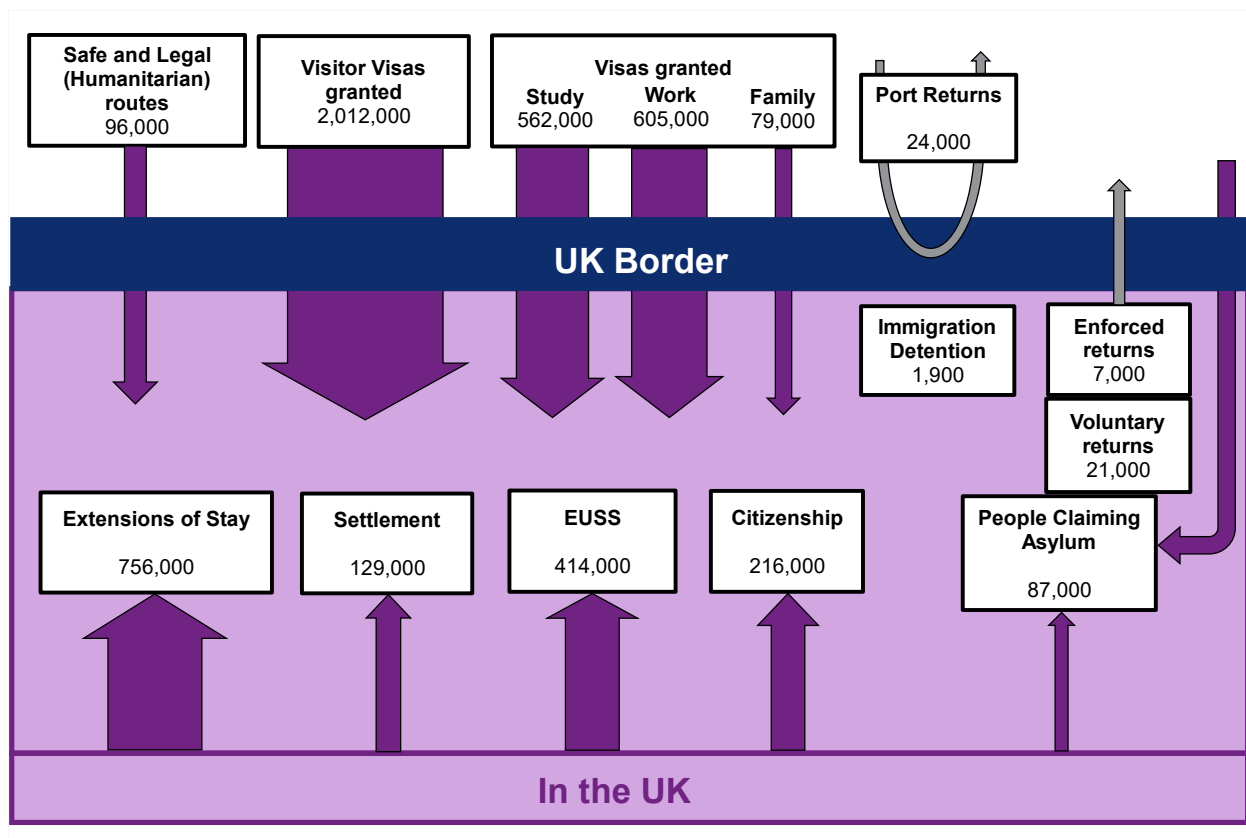 Safe and Legal
(Humanitarian)
routes
96,000
Visitor Visas
granted
2,012,000
Visas granted
Study Work Family
562,000 605,000 79,000
Port Returns
24,000
UK Border
Immigration
Detention
1,900
Enforced
returns
7,000
Voluntary
returns
21,000
Extensions of Stay
756,000
Settlement
129,000
EUSS
414,000
Citizenship
216,000
People Claiming
Asylum
87,000
In the UK